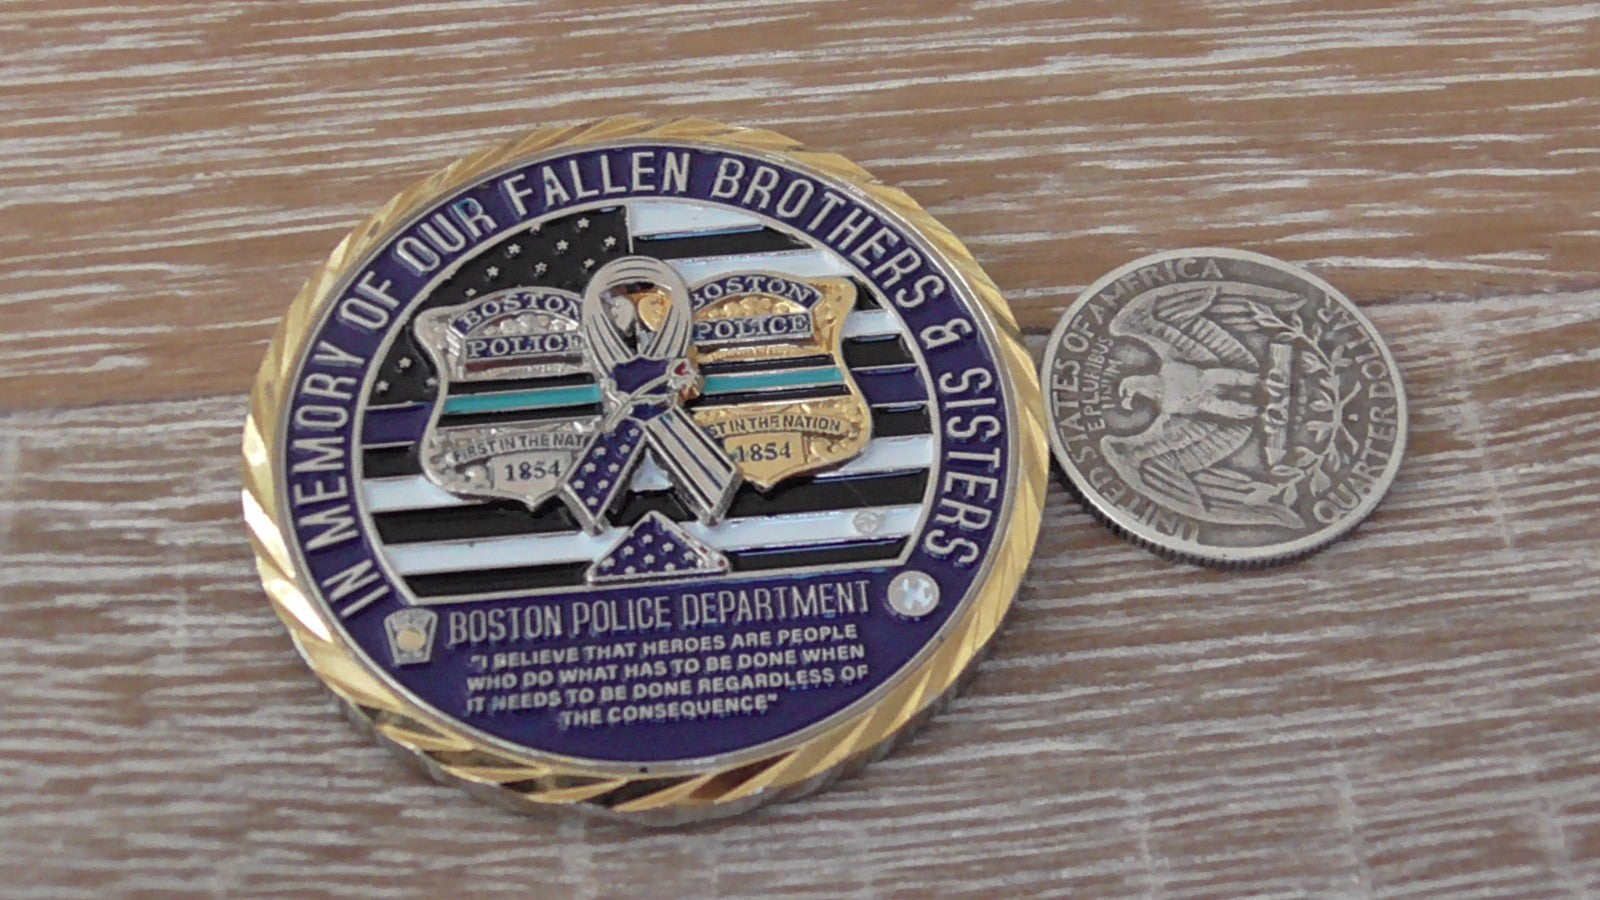 IN MEMORY OF OUR FALLEN BROTHERS & SISTERS
BOSTON
POLICE
FIRST IN THE NATI
1854
BOSTON
POLICE
ST IN THE NATION
1854
BOSTON POLICE DEPARTMENT
"I BELIEVE THAT HEROES ARE PEOPLE
WHO DO WHAT HAS TO BE DONE WHEN
IT NEEDS TO BE DONE REGARDLESS OF
THE CONSEQUENCE"
UNITED STATES OF AMERICA
E PLURIBUS
UNUM
QUARTER DOLLAR